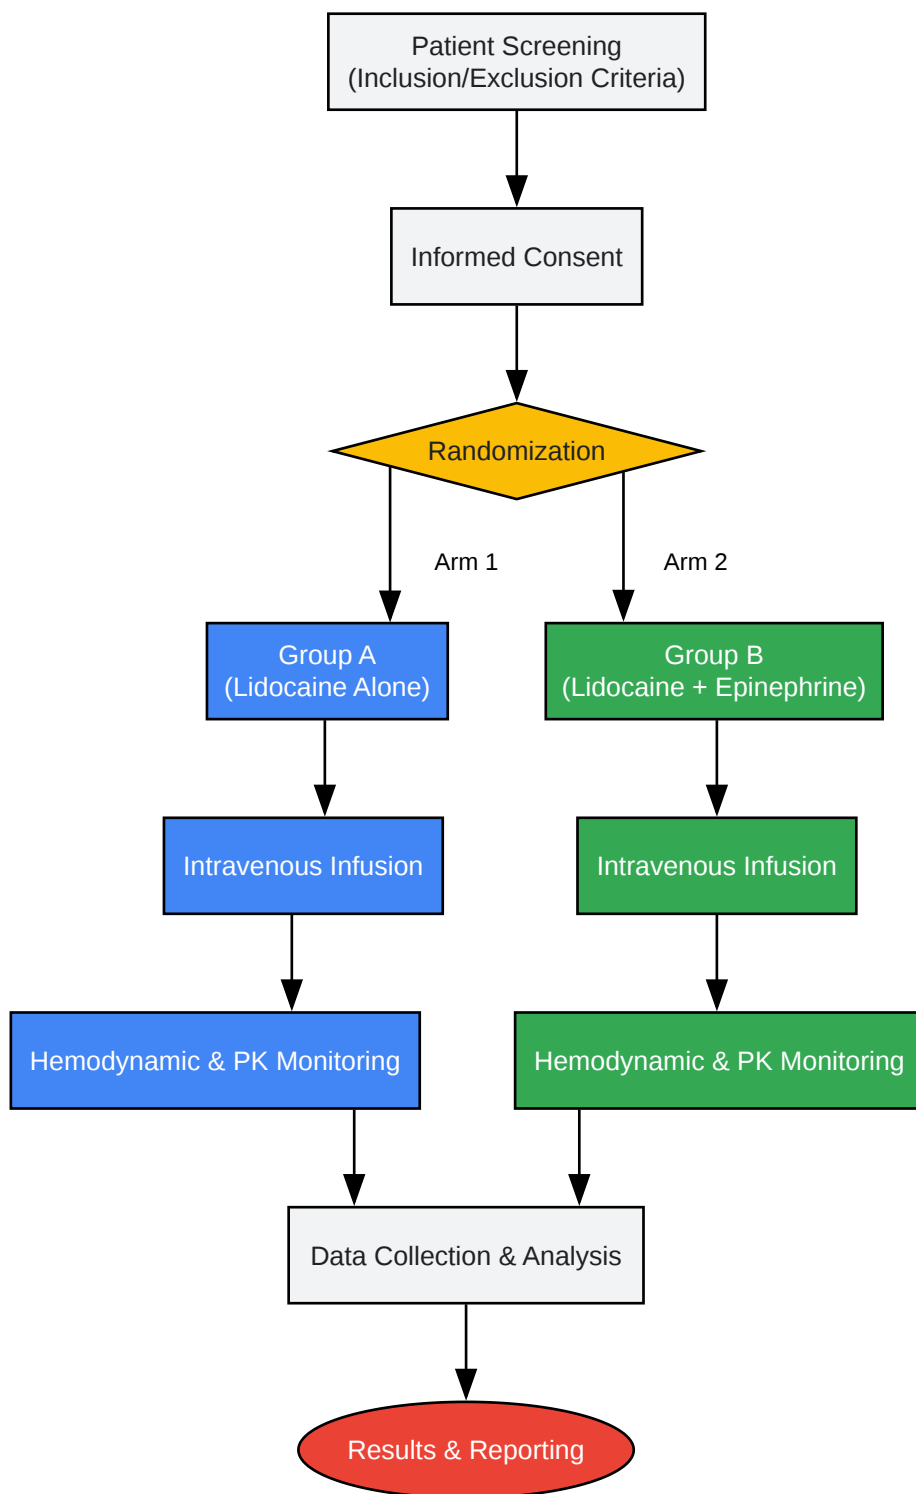 Patient Screening
(Inclusion/Exclusion Criteria)
Informed Consent
Randomization
Arm 1
Arm 2
Group A
(Lidocaine Alone)
Group B
(Lidocaine + Epinephrine)
Intravenous Infusion
Intravenous Infusion
Hemodynamic & PK Monitoring
Hemodynamic & PK Monitoring
Data Collection & Analysis
Results & Reporting